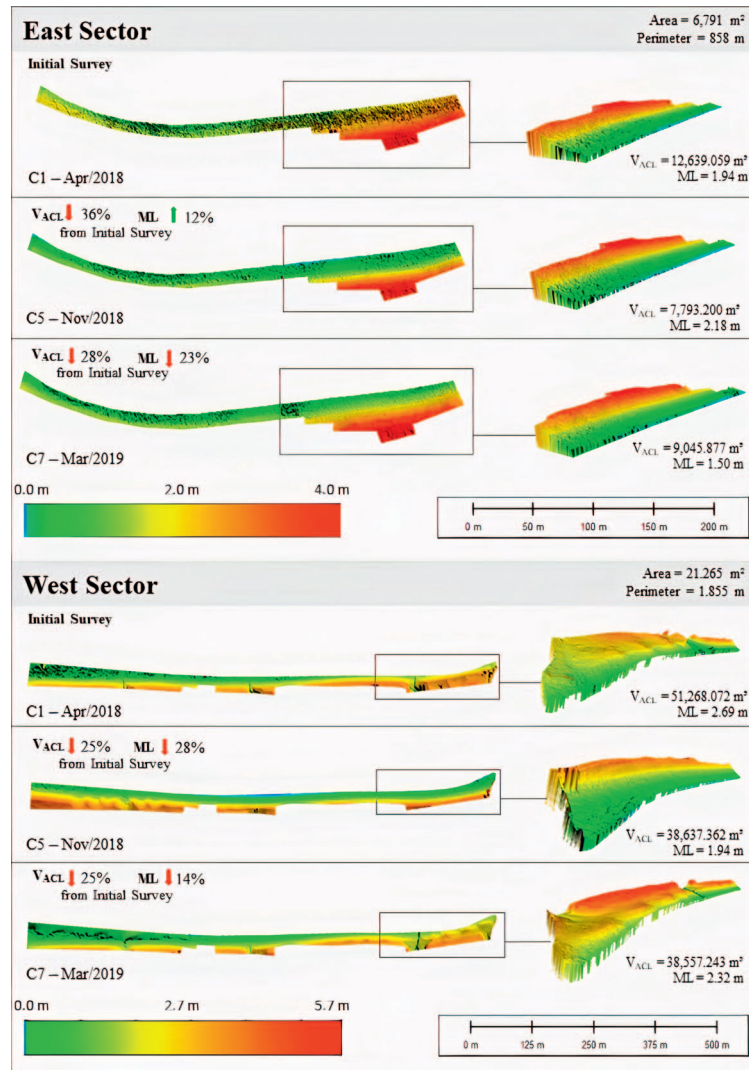 East Sector
Area = 6,791 m²
Perimeter = 858 m
Initial Survey
C1 – Apr/2018
V_ACL = 12,639.059 m³
ML = 1.94 m
V_ACL ↓ 36% ML ↑ 12%
from Initial Survey
C5 – Nov/2018
V_ACL = 7,793.200 m³
ML = 2.18 m
V_ACL ↓ 28% ML ↓ 23%
from Initial Survey
C7 – Mar/2019
V_ACL = 9,045.877 m³
ML = 1.50 m
0.0 m 2.0 m 4.0 m
0 m 50 m 100 m 150 m 200 m
West Sector
Area = 21.265 m²
Perimeter = 1.855 m
Initial Survey
C1 – Apr/2018
V_ACL = 51,268.072 m³
ML = 2.69 m
V_ACL ↓ 25% ML ↓ 28%
from Initial Survey
C5 – Nov/2018
V_ACL = 38,637.362 m³
ML = 1.94 m
V_ACL ↓ 25% ML ↓ 14%
from Initial Survey
C7 – Mar/2019
V_ACL = 38,557.243 m³
ML = 2.32 m
0.0 m 2.7 m 5.7 m
0 m 125 m 250 m 375 m 500 m